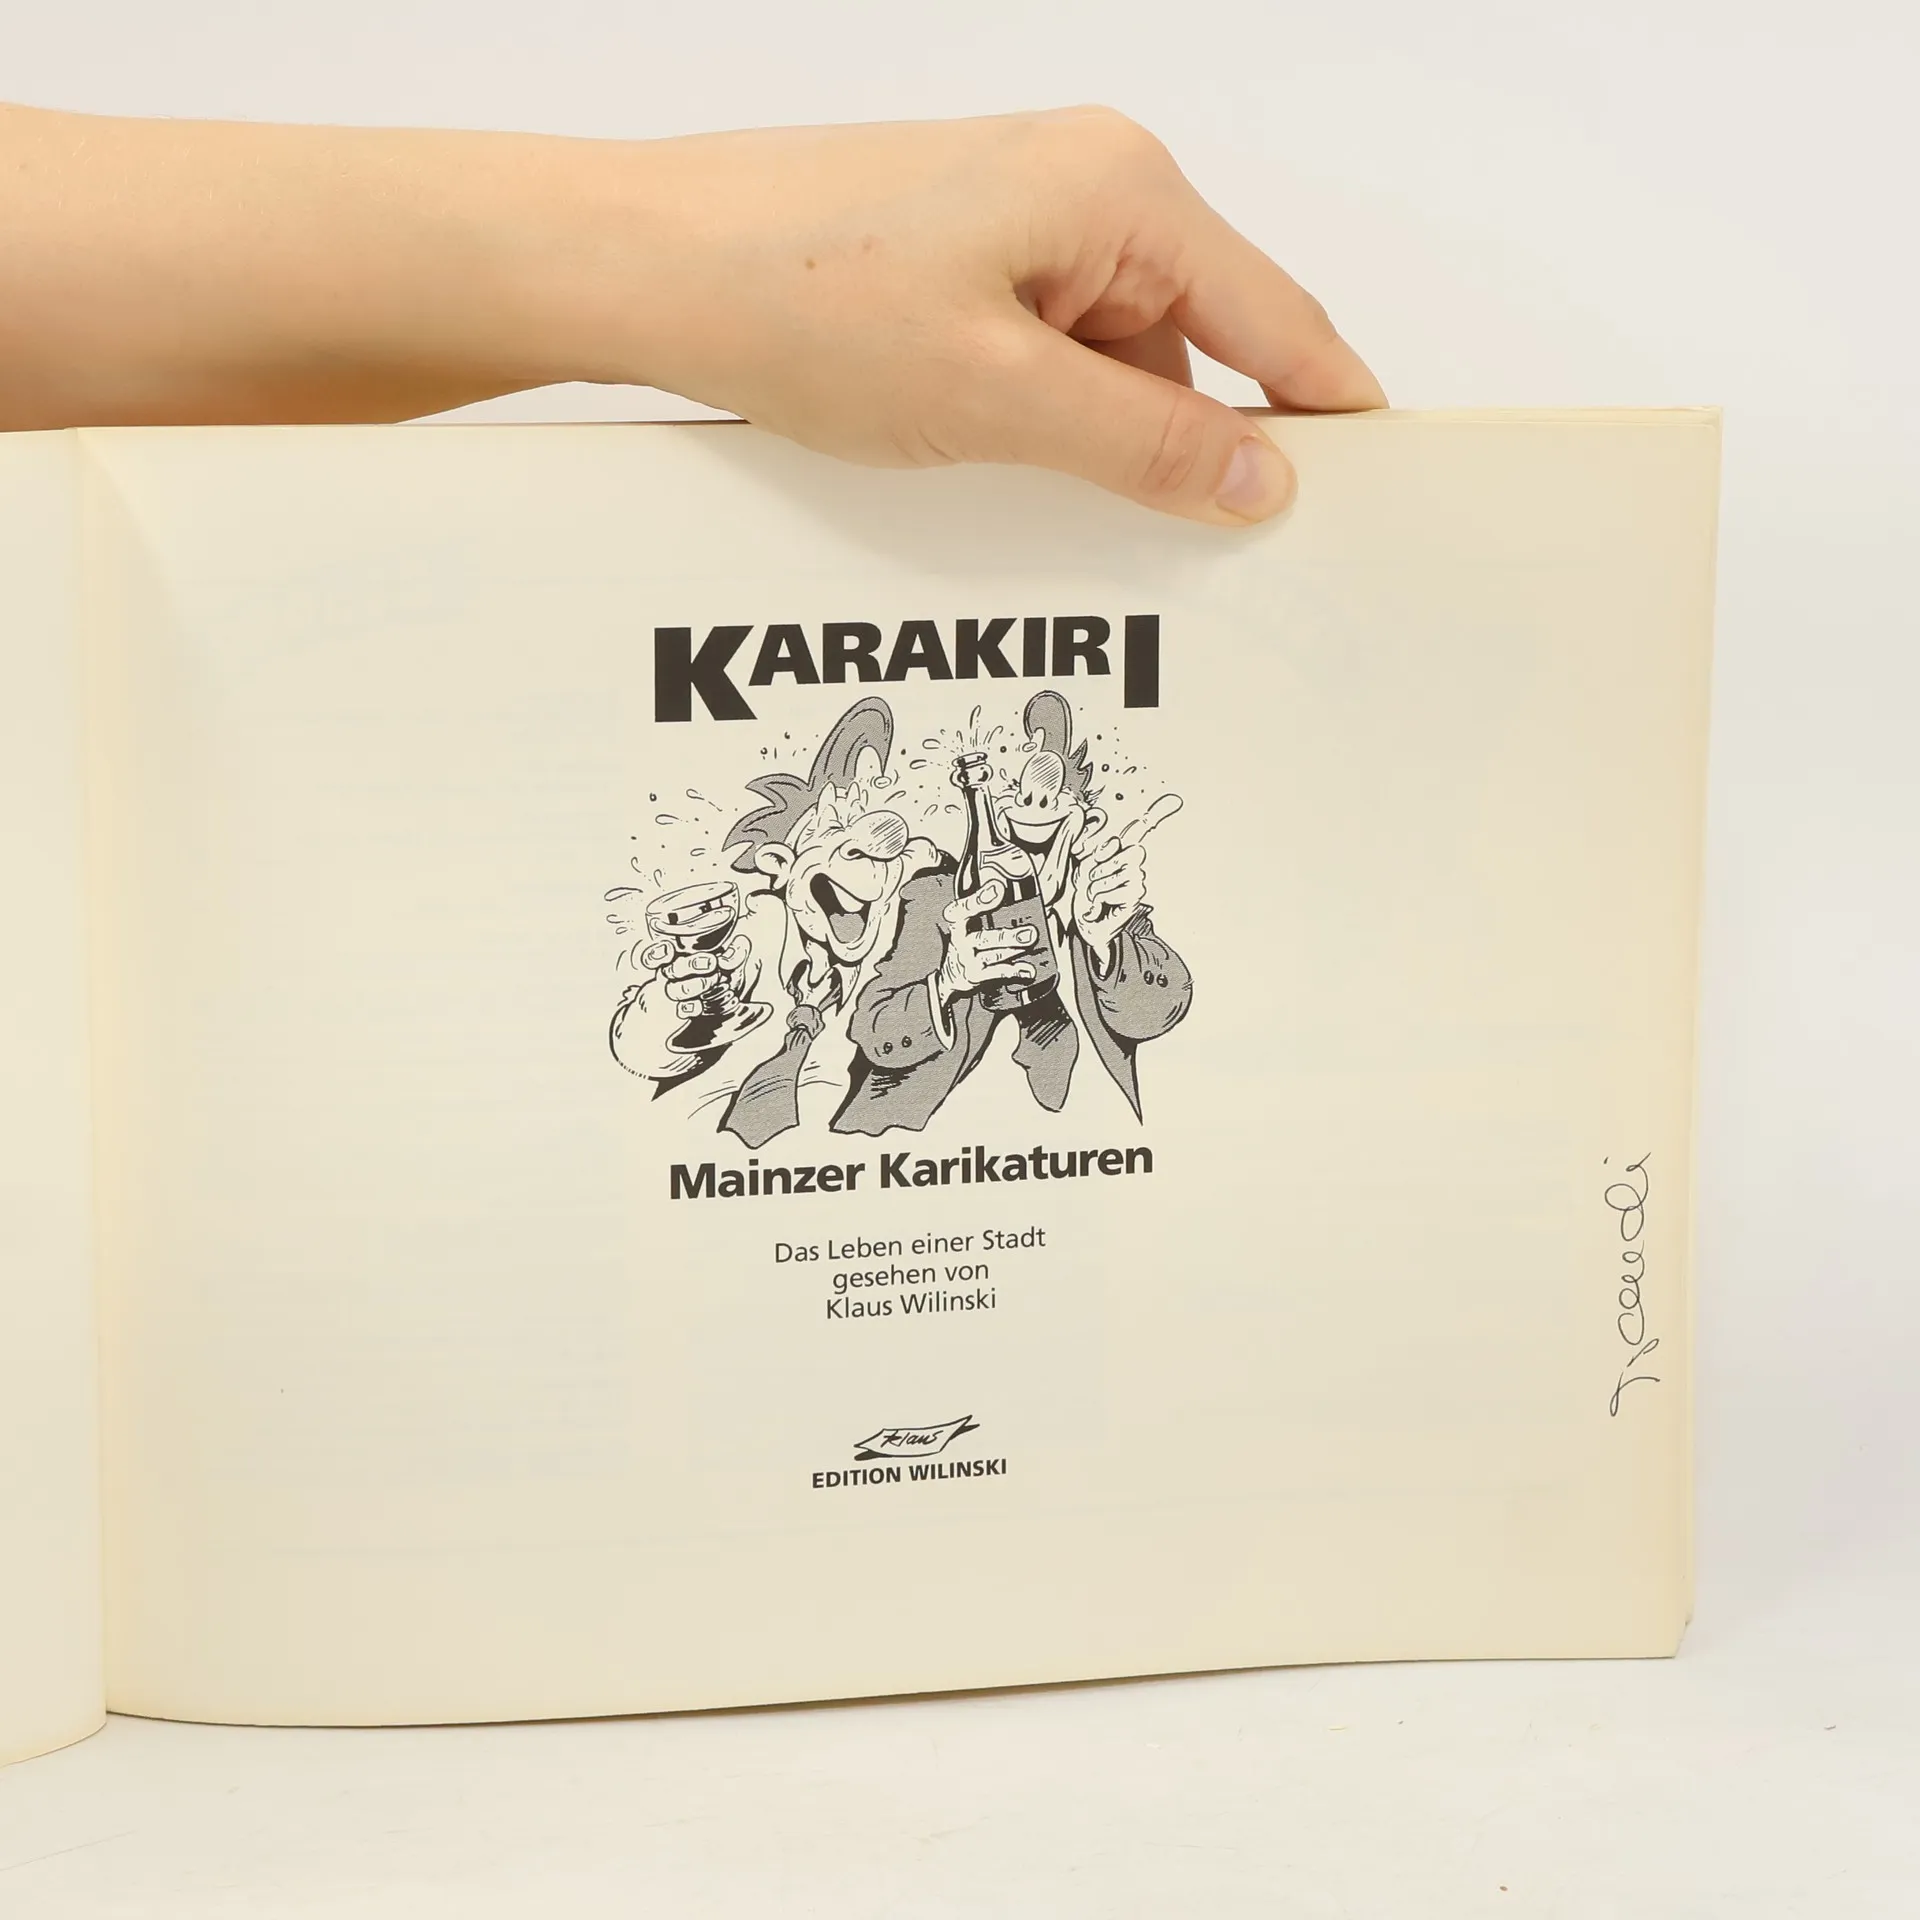 KARAKIRI
Mainzer Karikaturen
Das Leben einer Stadt
gesehen von
Klaus Wilinski
Klaus
EDITION WILINSKI